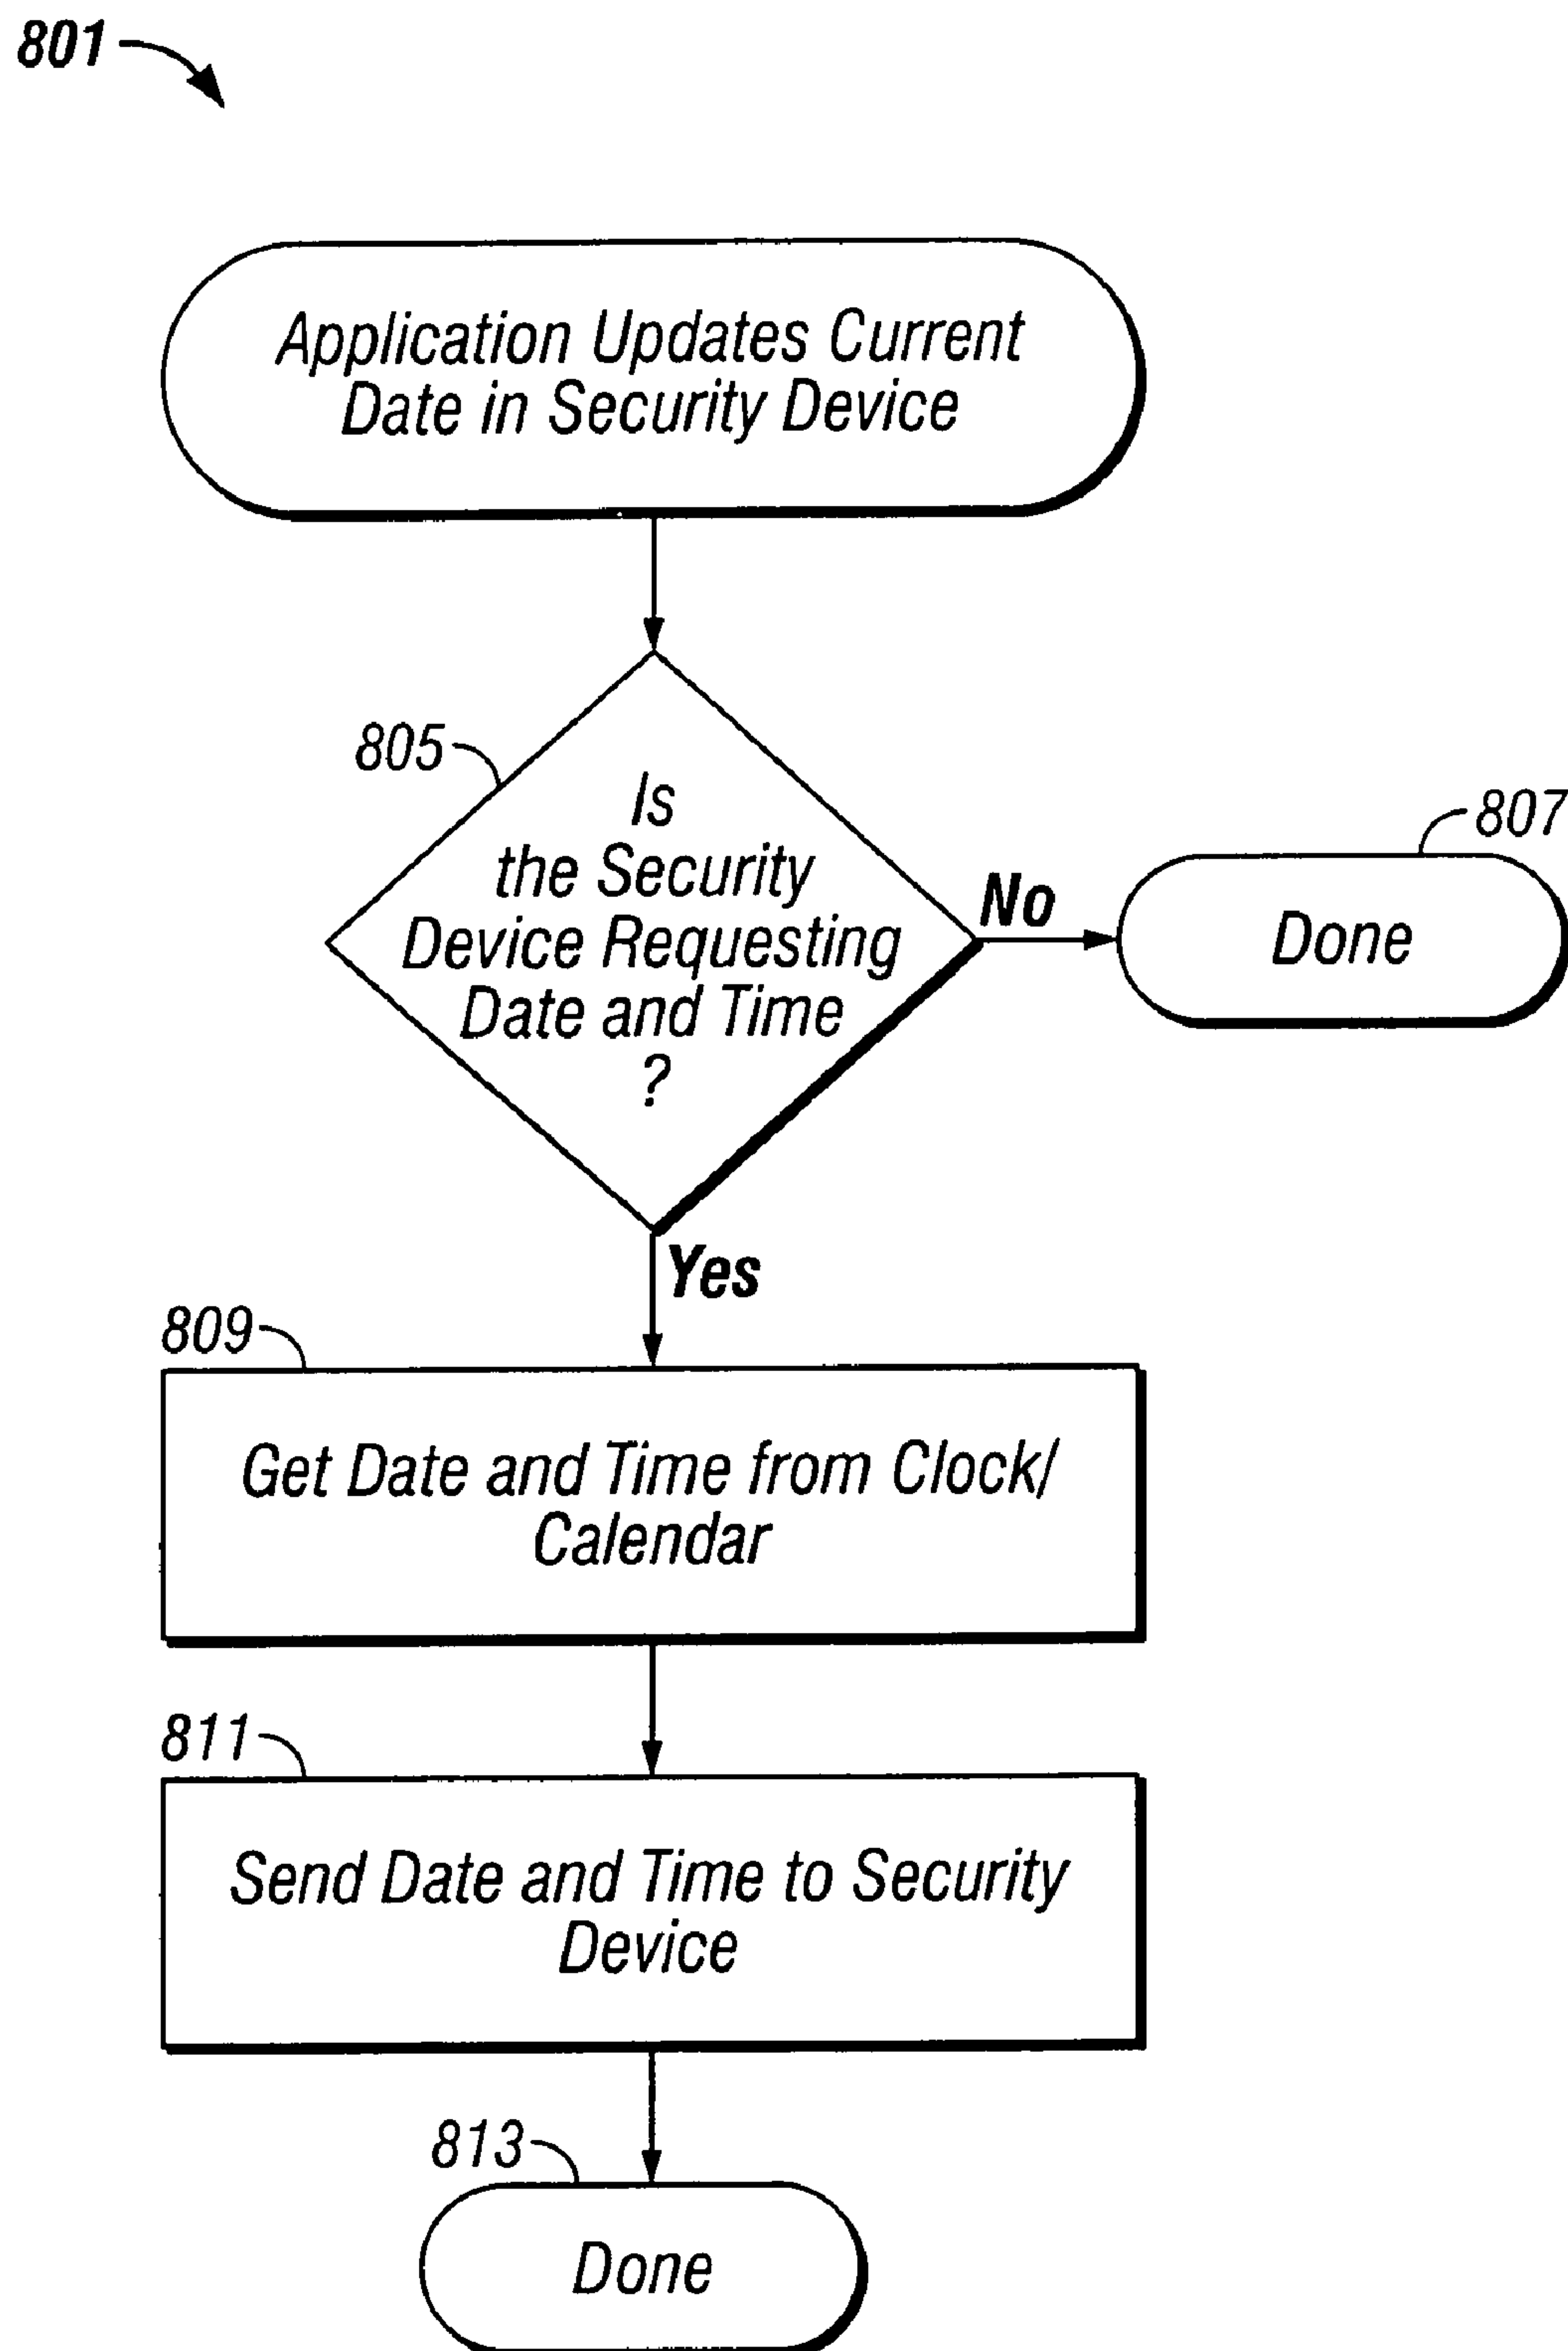 801
Application Updates Current
Date in Security Device
805
Is
the Security
Device Requesting
Date and Time
?
No
807
Done
Yes
809
Get Date and Time from Clock/
Calendar
811
Send Date and Time to Security
Device
813
Done